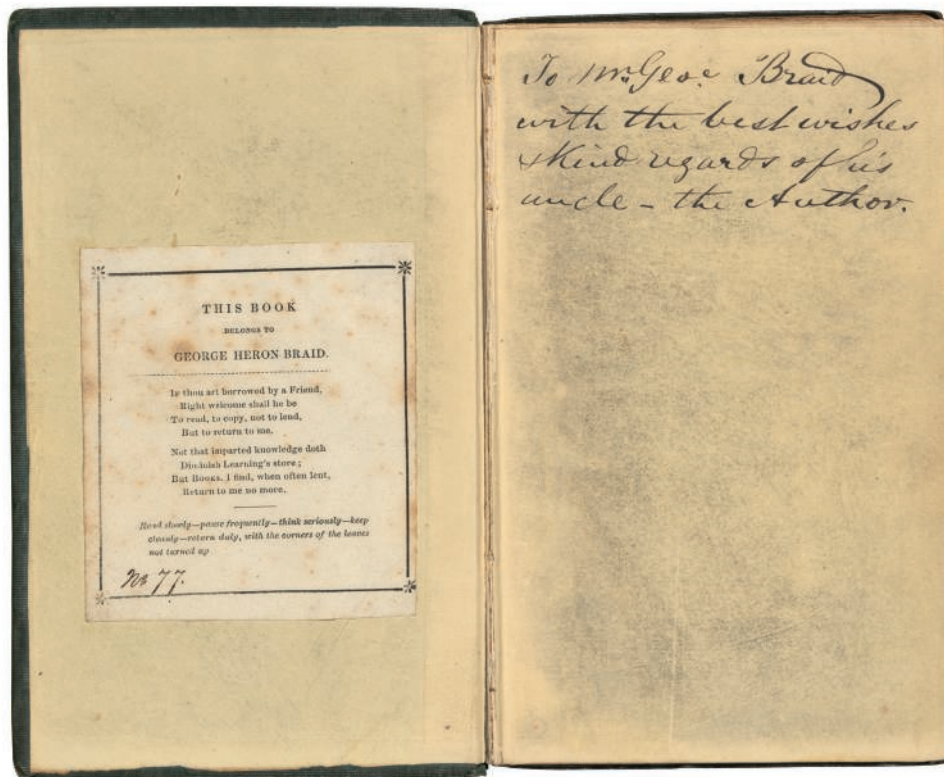 THIS BOOK
BELONGS TO
GEORGE HERON BRAID.
If thou art borrowed by a Friend,
Right welcome shall he be
To read, to copy, not to lend,
But to return to me.
Not that imparted knowledge doth
Diminish Learning's store;
But Books, I find, when often lent,
Return to me no more.
Read slowly—pause frequently—think seriously—keep
cleanly—return duly, with the corners of the leaves
not turned up
No 77.
To Mr. Geoe. Braid
with the best wishes
& Kind regards of his
uncle – the Author.